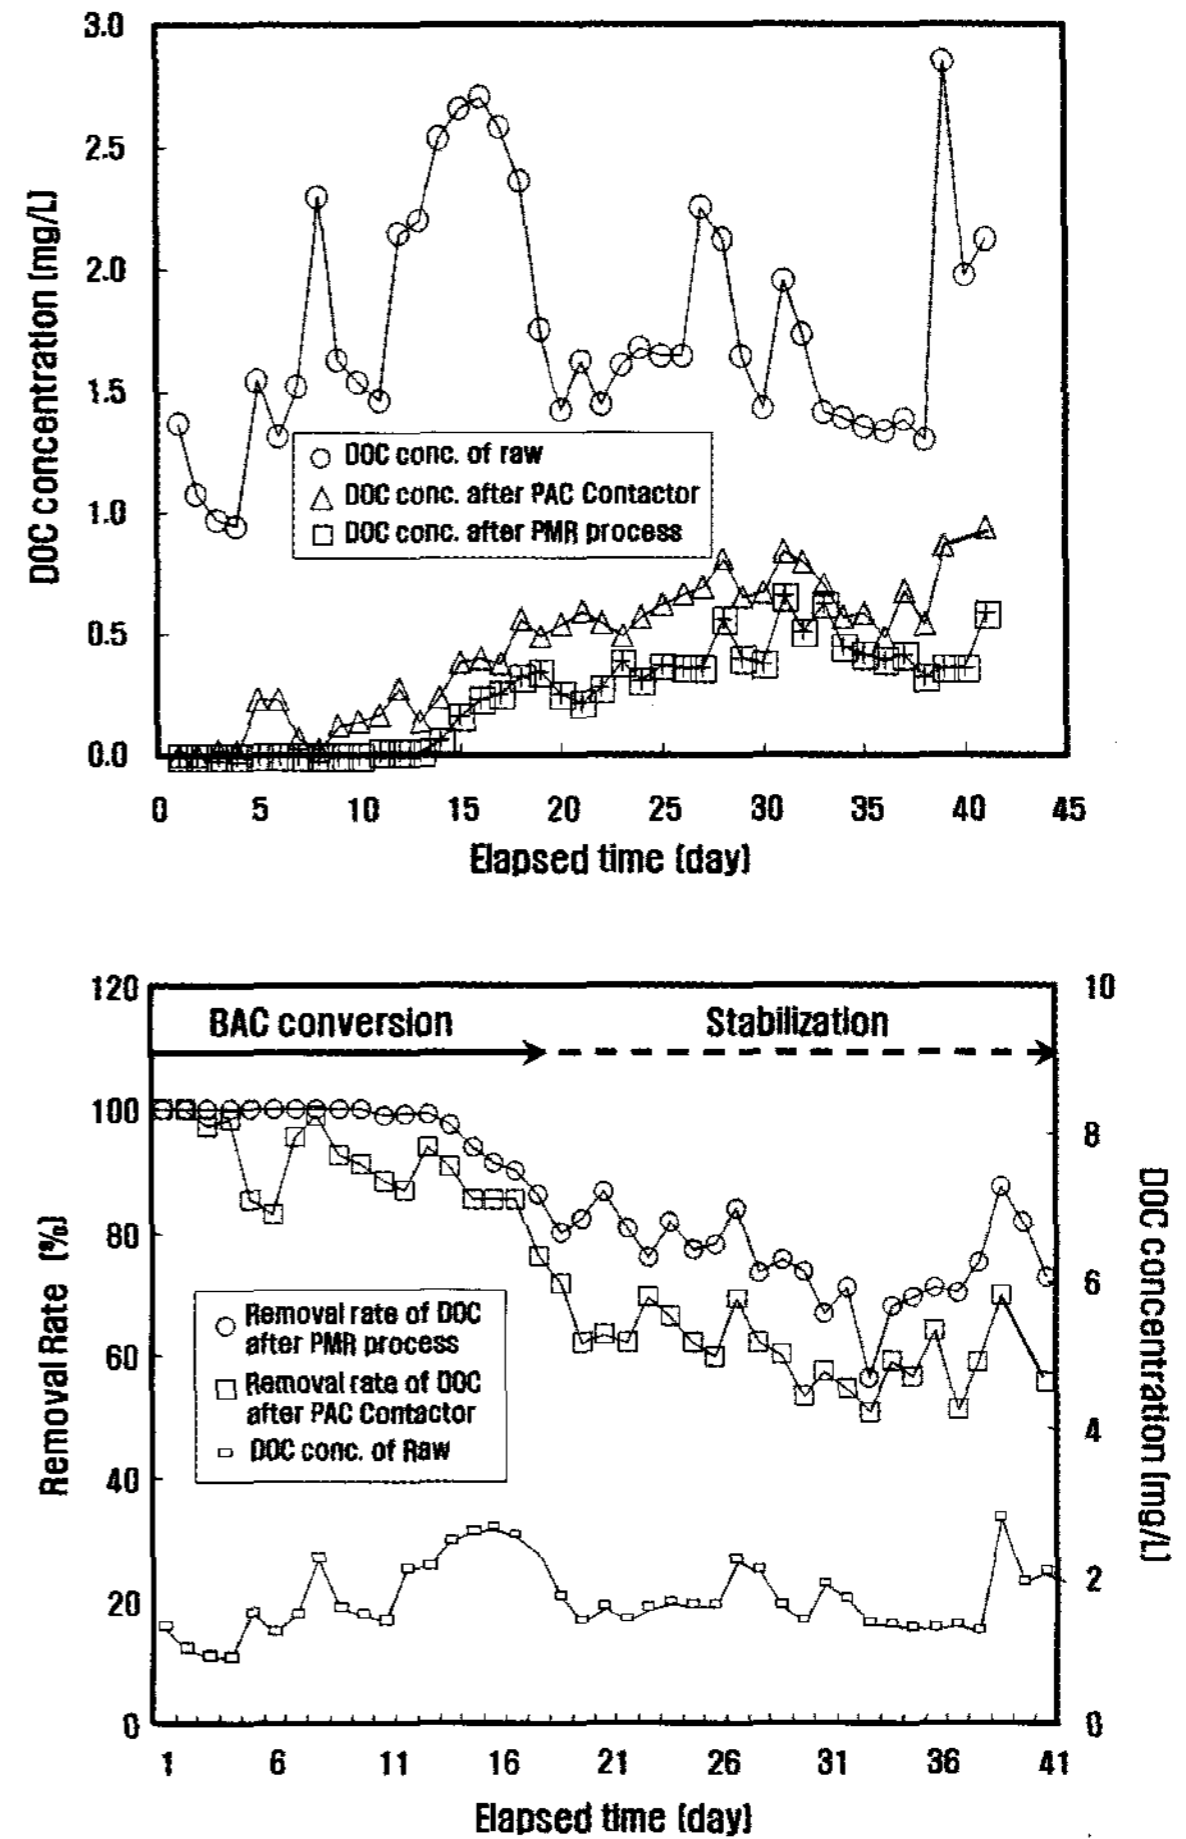 3.0
2.5
2.0
1.5
1.0
0.5
0.0
DOC concentration (mg/L)
DOC conc. of raw
DOC conc. after PAC Contactor
DOC conc. after PMR process
0 5 10 15 20 25 30 35 40 45
Elapsed time (day)
120
100
80
60
40
20
0
Removal Rate (%)
BAC conversion
Stabilization
Removal rate of DOC
after PMR process
Removal rate of DOC
after PAC Contactor
DOC conc. of Raw
10
8
6
4
2
0
DOC concentration (mg/L)
1 6 11 16 21 26 31 36 41
Elapsed time (day)